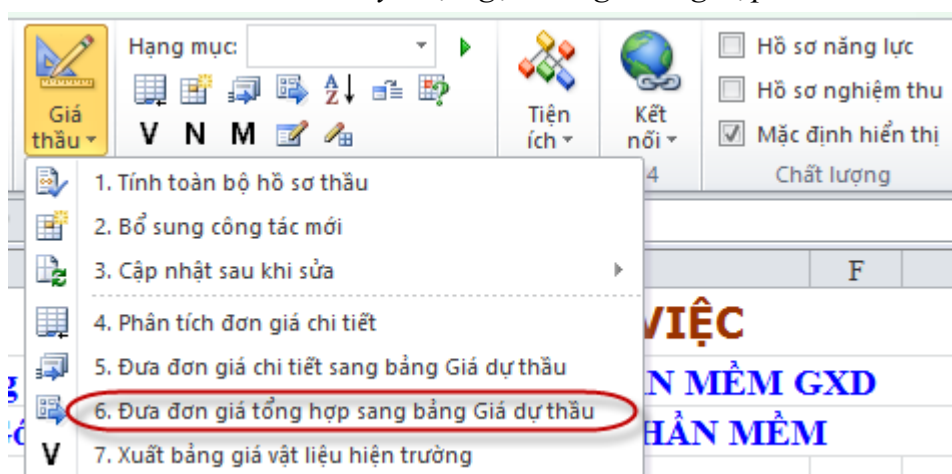 Hạng mục:
Giá
thầu
V N M
Tiện
ích
Kết
nối
Hồ sơ năng lực
Hồ sơ nghiệm thu
Mặc định hiển thị
4
Chất lượng
1. Tính toàn bộ hồ sơ thầu
2. Bổ sung công tác mới
3. Cập nhật sau khi sửa
F
4. Phân tích đơn giá chi tiết
VIỆC
5. Đưa đơn giá chi tiết sang bảng Giá dự thầu
N MỀM GXD
6. Đưa đơn giá tổng hợp sang bảng Giá dự thầu
HẦN MỀM
V 7. Xuất bảng giá vật liệu hiện trường